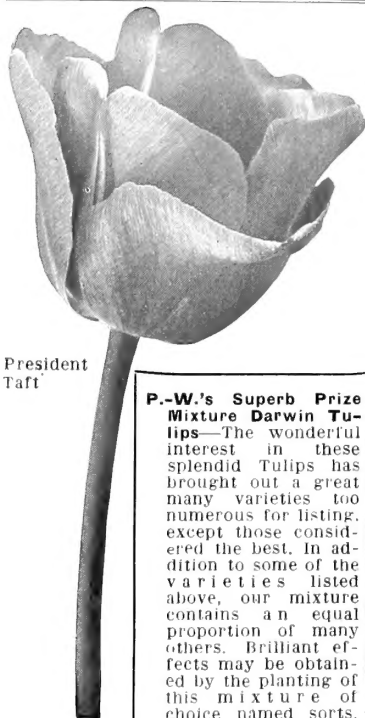 President
Taft
P.-W.'s Superb Prize
Mixture Darwin Tu-
lips—The wonderful
interest in these
splendid Tulips has
brought out a great
many varieties too
numerous for listing,
except those consid-
ered the best. In ad-
dition to some of the
varieties listed
above, our mixture
contains an equal
proportion of many
others. Brilliant ef-
fects may be obtain-
ed by the planting of
this mixture of
choice named sorts.